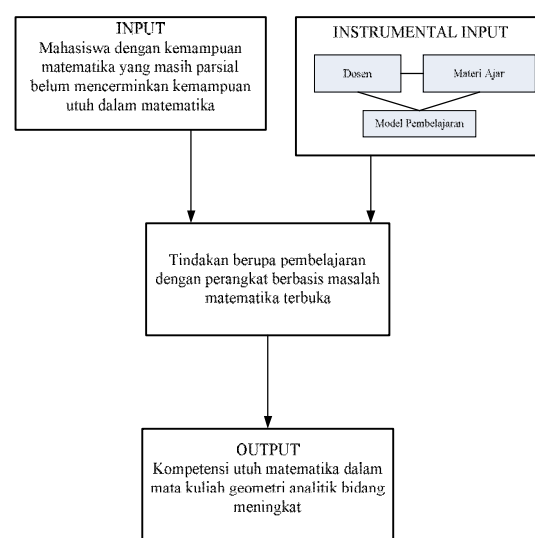 INPUT
Mahasiswa dengan kemampuan
matematika yang masih parsial
belum mencerminkan kemampuan
utuh dalam matematika
INSTRUMENTAL INPUT
Dosen
Materi Ajar
Model Pembelajaran
Tindakan berupa pembelajaran
dengan perangkat berbasis masalah
matematika terbuka
OUTPUT
Kompetensi utuh matematika dalam
mata kuliah geometri analitik bidang
meningkat